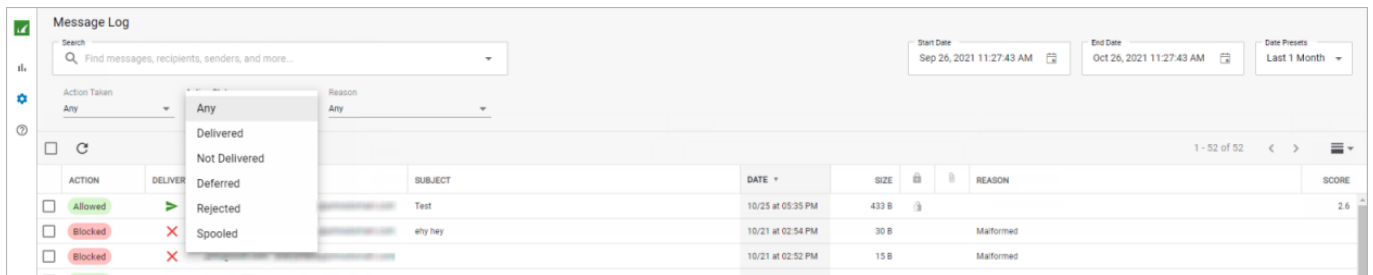 Message Log
Search
Find messages, recipients, senders, and more...
Start Date
Sep 26, 2021 11:27:43 AM
End Date
Oct 26, 2021 11:27:43 AM
Date Presets
Last 1 Month
Action Taken
Any
Reason
Any
Any
Delivered
Not Delivered
Deferred
Rejected
Spooled
1 - 52 of 52
ACTION DELIVER SUBJECT DATE SIZE REASON SCORE
Allowed Test 10/25 at 05:35 PM 433 B 2.6
Blocked ehy hey 10/21 at 02:54 PM 30 B Malformed
Blocked 10/21 at 02:52 PM 15 B Malformed